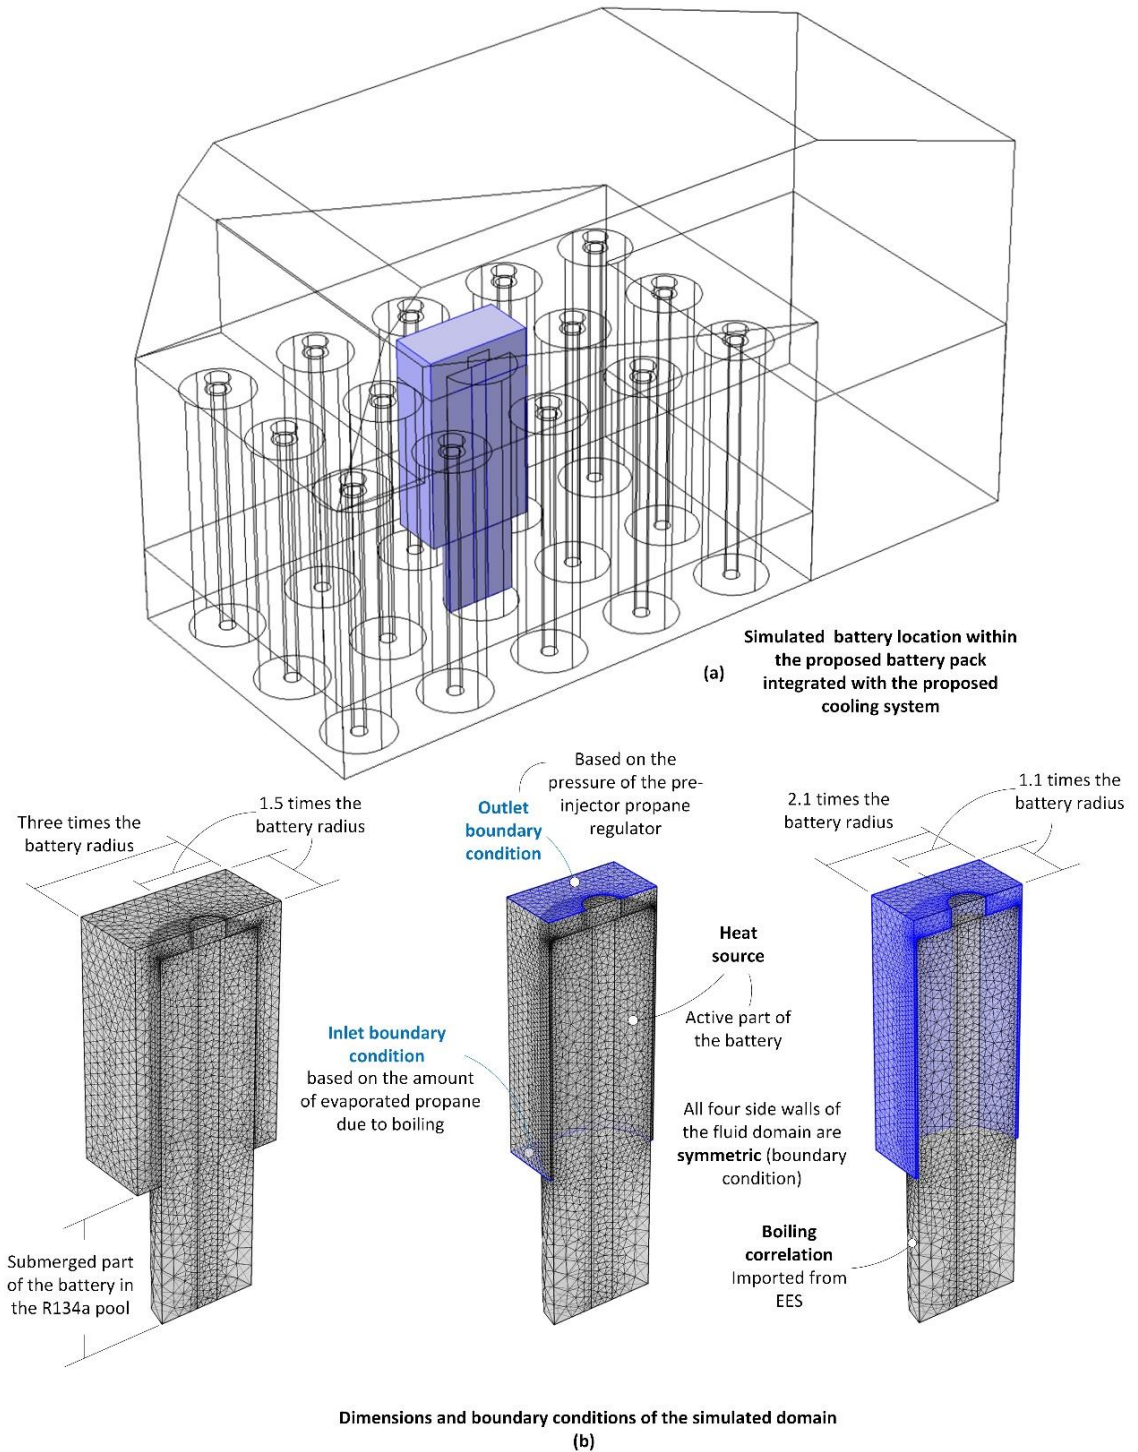 Simulated battery location within
the proposed battery pack
integrated with the proposed
cooling system
(a)
Three times the
battery radius
1.5 times the
battery radius
Outlet
boundary
condition
Based on the
pressure of the pre-
injector propane
regulator
2.1 times the
battery radius
1.1 times the
battery radius
Heat
source
Active part of
the battery
Inlet boundary
condition
based on the amount
of evaporated propane
due to boiling
All four side walls of
the fluid domain are
symmetric (boundary
condition)
Submerged part
of the battery in
the R134a pool
Boiling
correlation
Imported from
EES
Dimensions and boundary conditions of the simulated domain
(b)